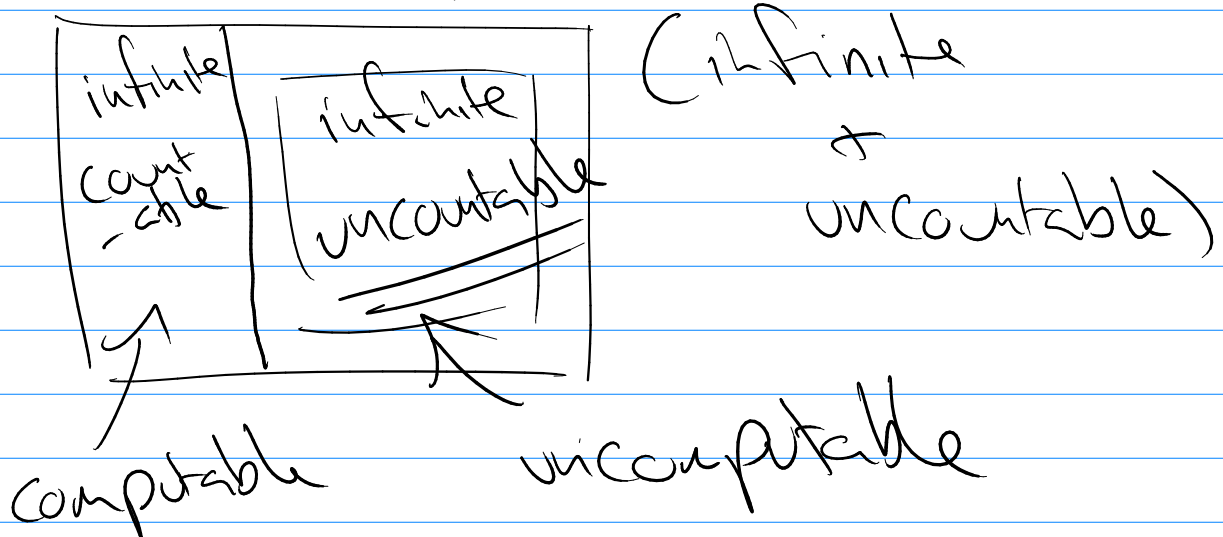 infinite
count
-able
infinite
uncountable
(infinite
+
uncountable)
computable
uncomputable